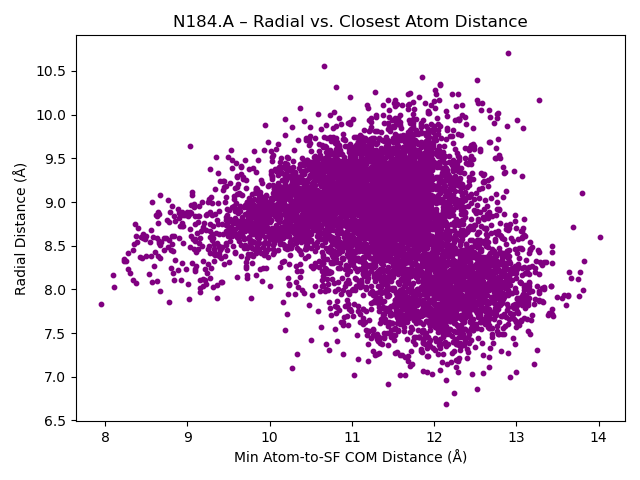 N184.A – Radial vs. Closest Atom Distance
Radial Distance (Å)
10.5
10.0
9.5
9.0
8.5
8.0
7.5
7.0
6.5
8 9 10 11 12 13 14
Min Atom-to-SF COM Distance (Å)